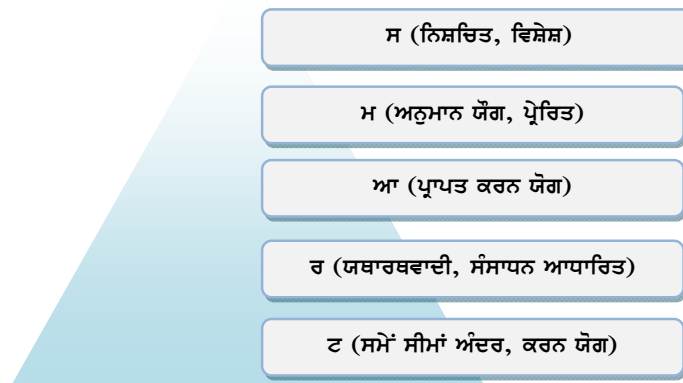 ਸ (ਨਿਸ਼ਚਿਤ, ਵਿਸ਼ੇਸ਼)
ਮ (ਅਨੁਮਾਨ ਯੌਗ, ਪ੍ਰੇਰਿਤ)
ਆ (ਪ੍ਰਾਪਤ ਕਰਨ ਯੋਗ)
ਰ (ਯਥਾਰਥਵਾਦੀ, ਸੰਸਾਧਨ ਆਧਾਰਿਤ)
ਟ (ਸਮੇਂ ਸੀਮਾਂ ਅੰਦਰ, ਕਰਨ ਯੋਗ)